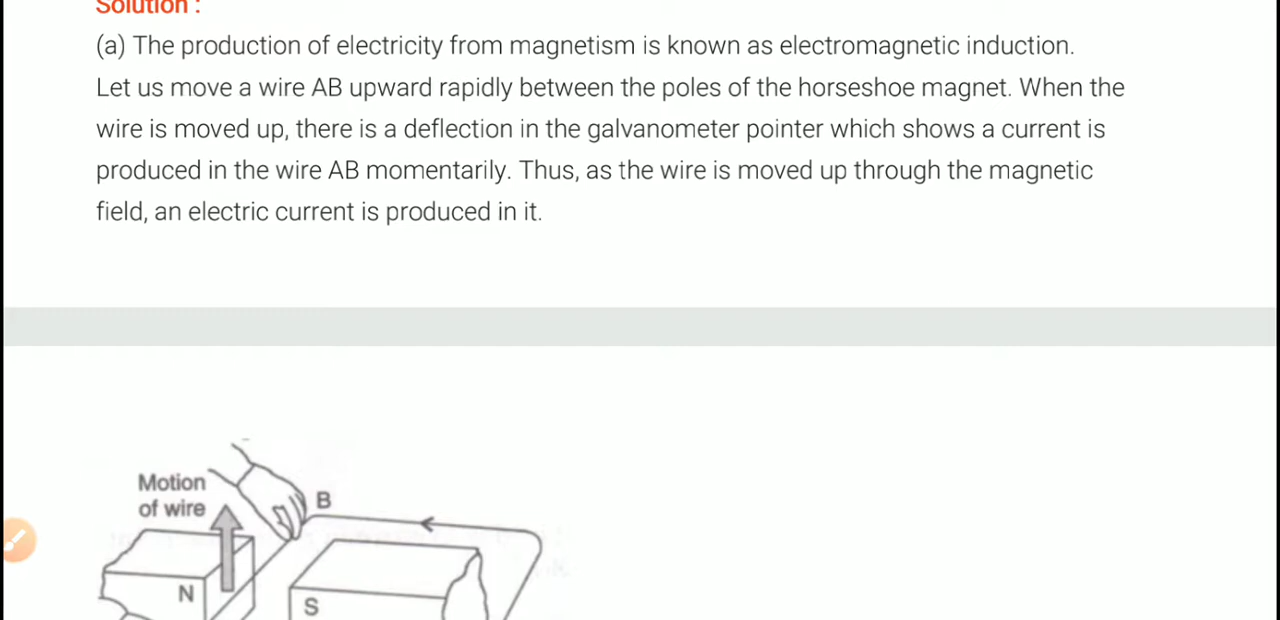 Solution :
(a) The production of electricity from magnetism is known as electromagnetic induction.
Let us move a wire AB upward rapidly between the poles of the horseshoe magnet. When the
wire is moved up, there is a deflection in the galvanometer pointer which shows a current is
produced in the wire AB momentarily. Thus, as the wire is moved up through the magnetic
field, an electric current is produced in it.
Motion
of wire
B
N
S